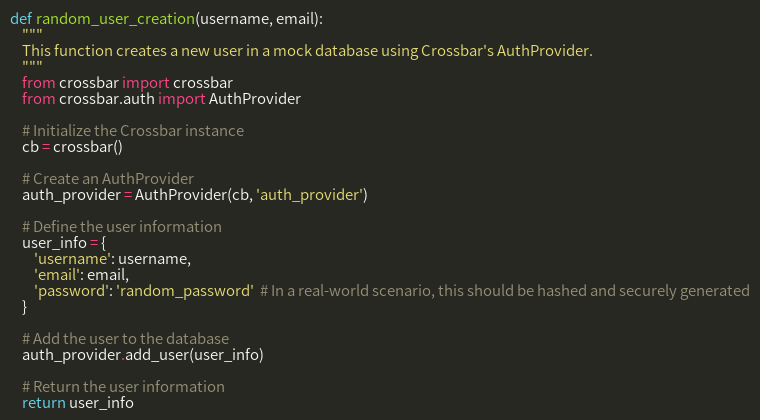 def random_user_creation(username, email):
    """
    This function creates a new user in a mock database using Crossbar's AuthProvider.
    """
    from crossbar import crossbar
    from crossbar.auth import AuthProvider

    # Initialize the Crossbar instance
    cb = crossbar()

    # Create an AuthProvider
    auth_provider = AuthProvider(cb, 'auth_provider')

    # Define the user information
    user_info = {
        'username': username,
        'email': email,
        'password': 'random_password'  # In a real-world scenario, this should be hashed and securely generated
    }

    # Add the user to the database
    auth_provider.add_user(user_info)

    # Return the user information
    return user_info